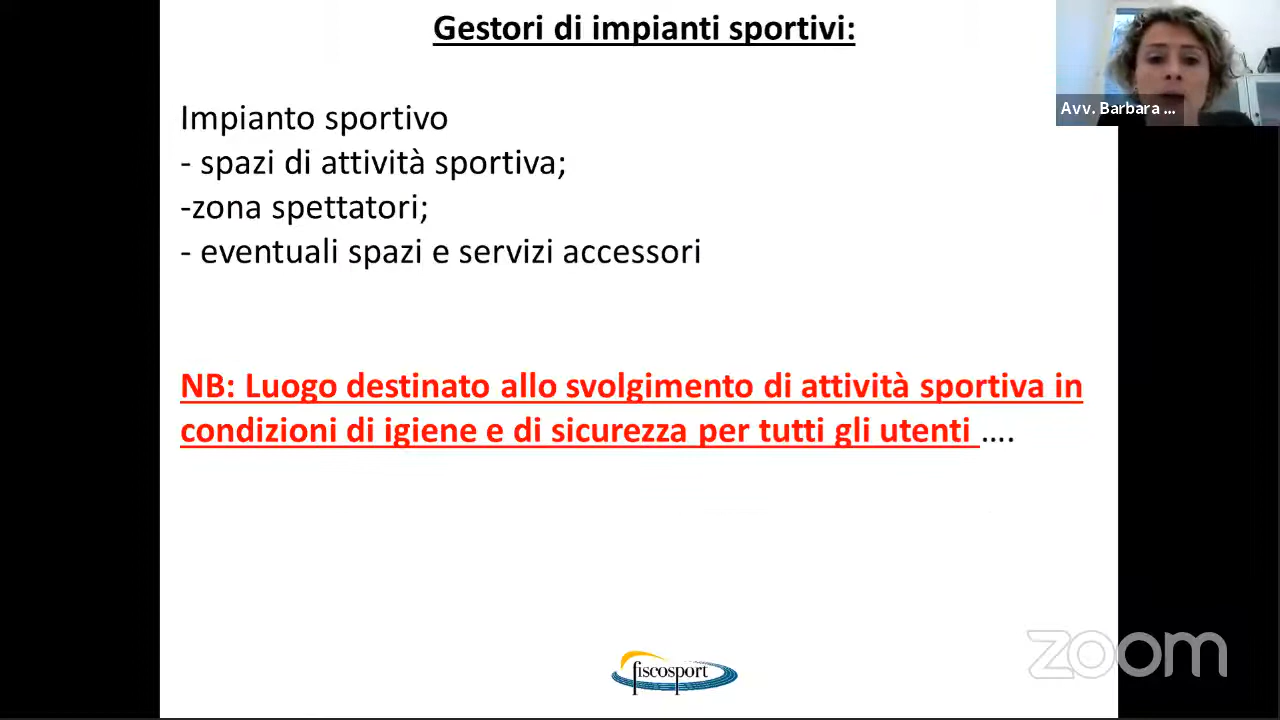 Gestori di impianti sportivi:
Avv. Barbara ...
Impianto sportivo
- spazi di attività sportiva;
-zona spettatori;
- eventuali spazi e servizi accessori
NB: Luogo destinato allo svolgimento di attività sportiva in
condizioni di igiene e di sicurezza per tutti gli utenti ....
zoom
fiscosport